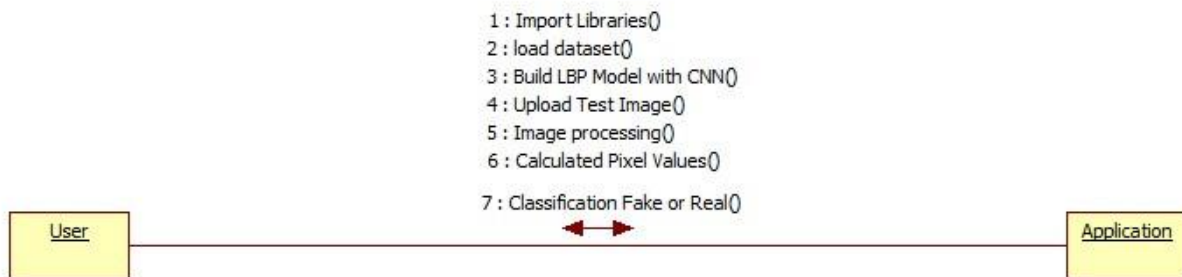 1 : Import Libraries()
2 : load dataset()
3 : Build LBP Model with CNN()
4 : Upload Test Image()
5 : Image processing()
6 : Calculated Pixel Values()
7 : Classification Fake or Real()
User
Application